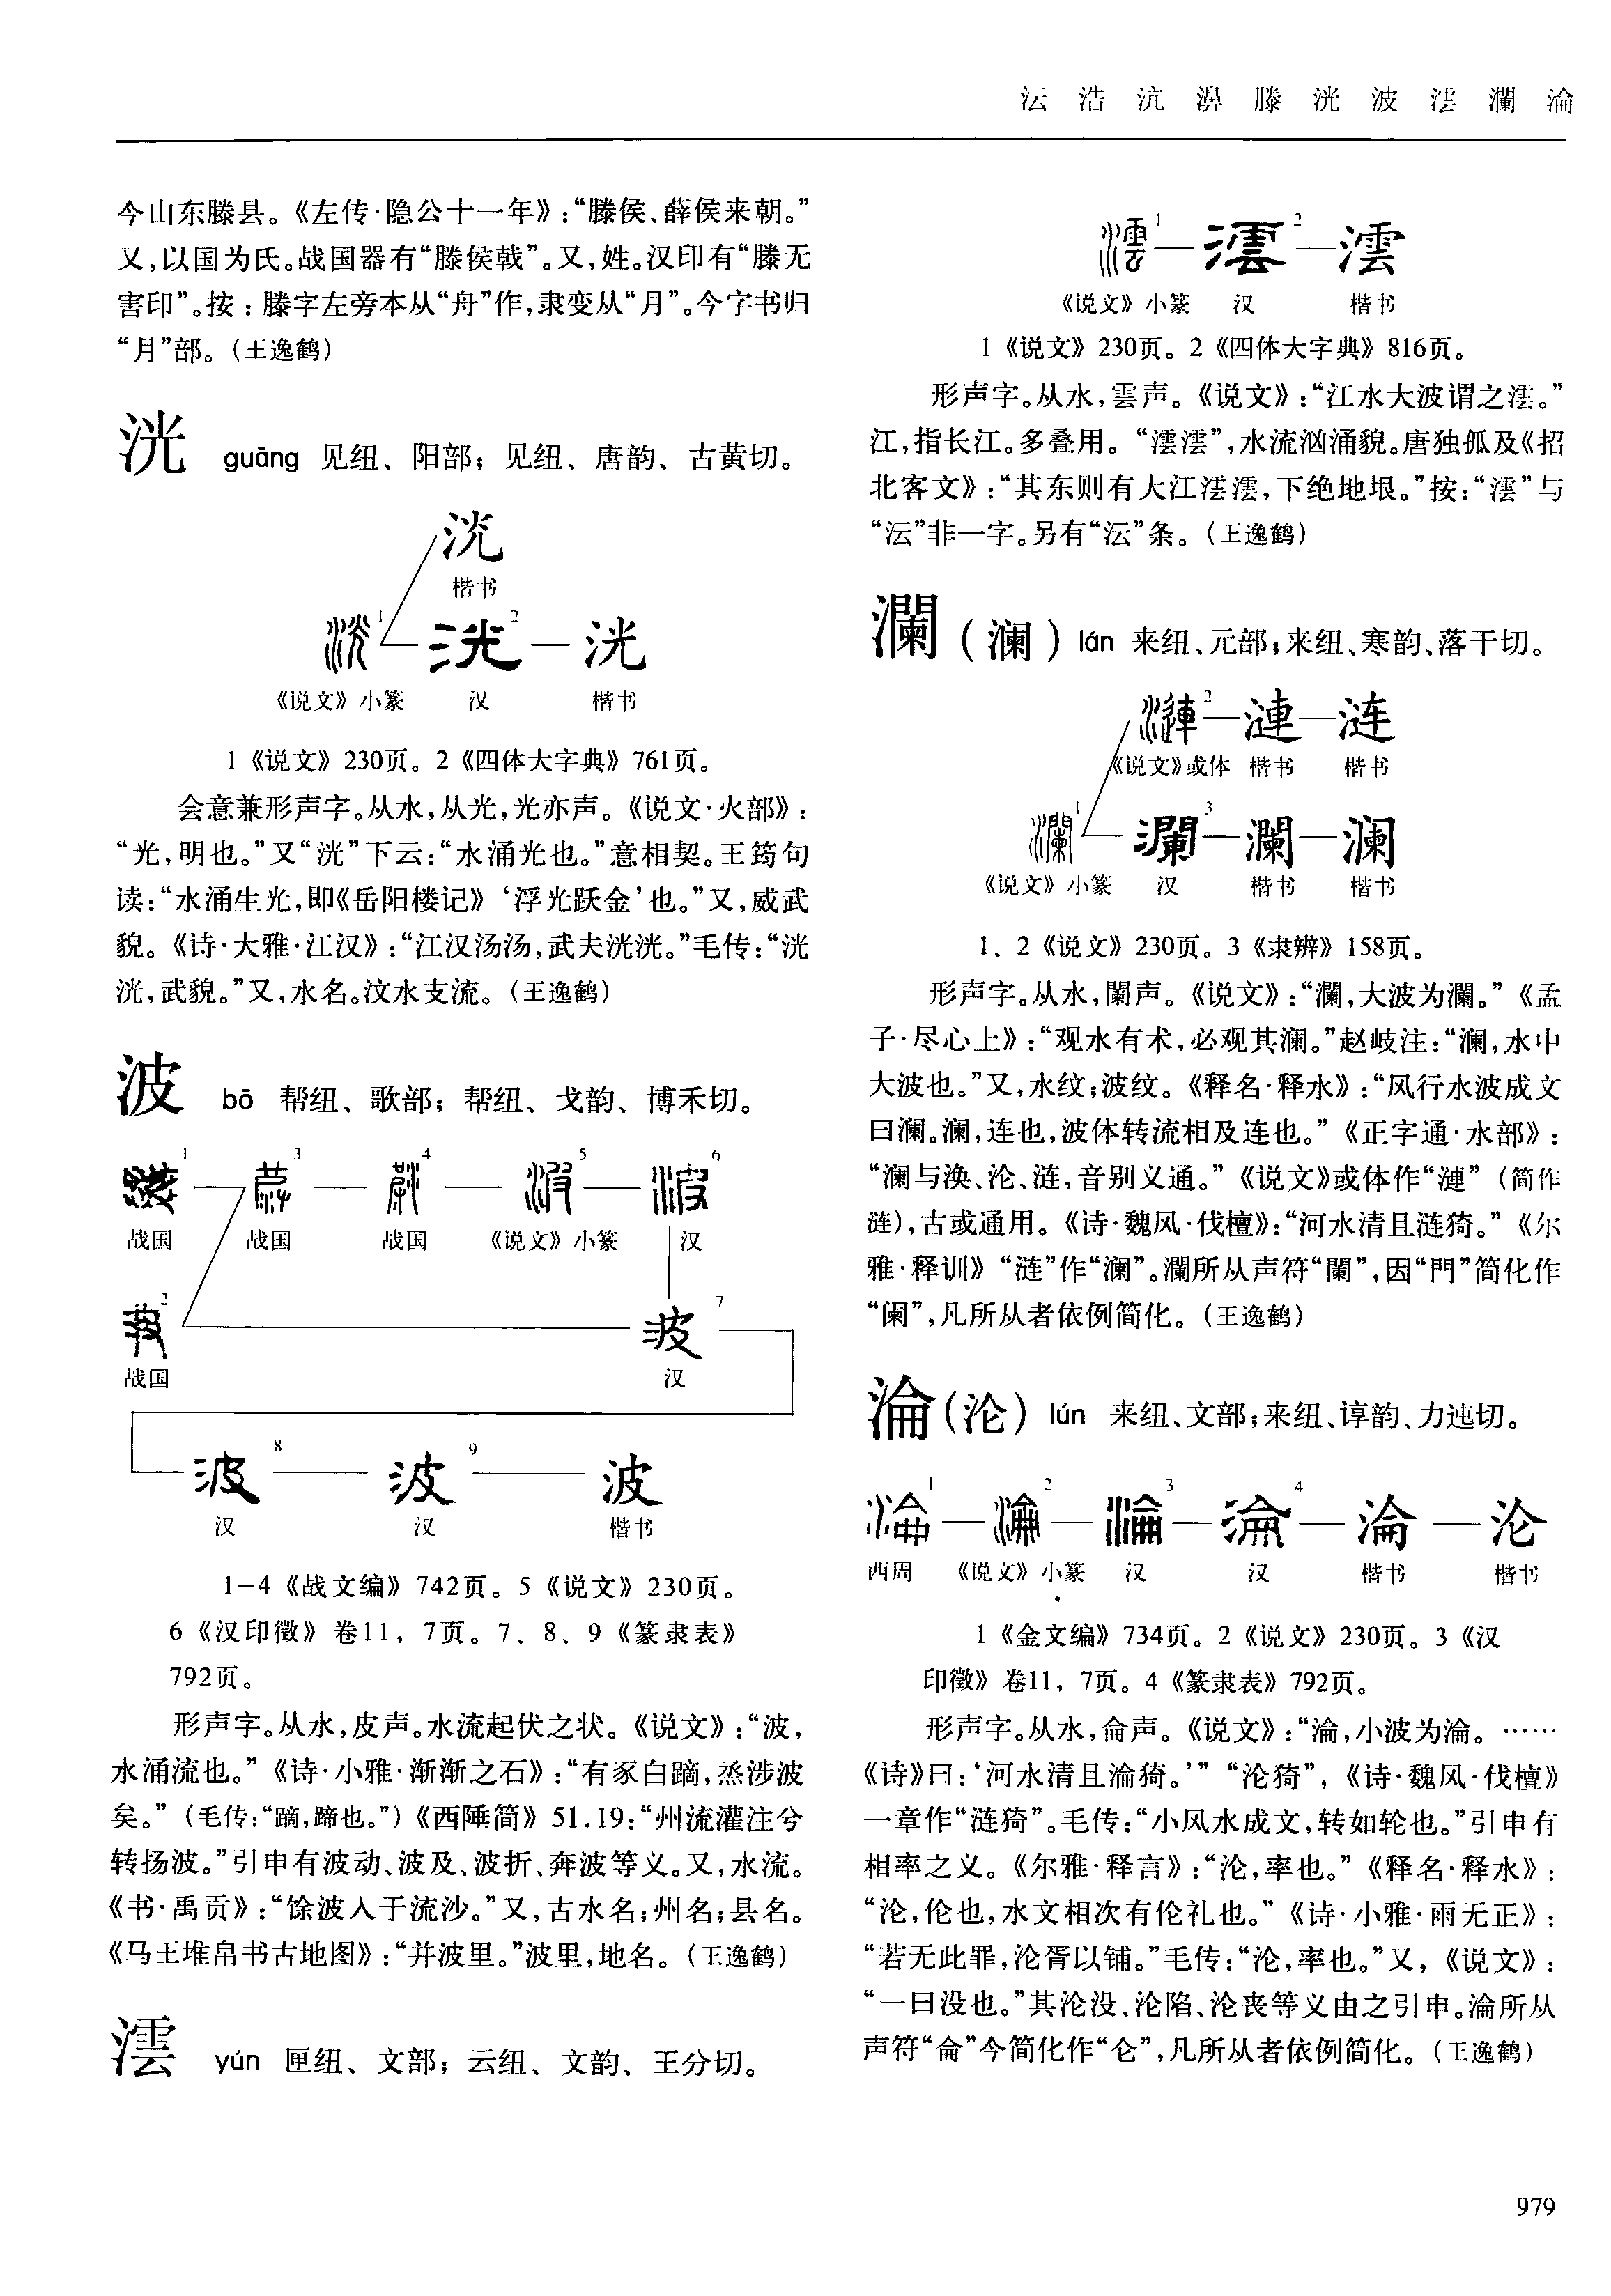 沄 浩 沆 濞 滕 洸 波 澐 瀾 淪
今山东滕县。《左传·隐公十一年》:“滕侯、薛侯来朝。”
又,以国为氏。战国器有“滕侯戟”。又,姓。汉印有“滕无
害印”。按:滕字左旁本从“舟”作,隶变从“月”。今字书归
“月”部。(王逸鹤)
洸 guāng 见纽、阳部;见纽、唐韵、古黄切。
洸
楷书
1 2 洸
《说文》小篆 汉 楷书
1《说文》230页。2《四体大字典》761页。
会意兼形声字。从水,从光,光亦声。《说文·火部》:
“光,明也。”又“洸”下云:“水涌光也。”意相契。王筠句
读:“水涌生光,即《岳阳楼记》‘浮光跃金’也。”又,威武
貌。《诗·大雅·江汉》:“江汉汤汤,武夫洸洸。”毛传:“洸
洸,武貌。”又,水名。汶水支流。(王逸鹤)
波 bō 帮纽、歌部;帮纽、戈韵、博禾切。
1 3 4 5 6
战国 战国 战国 《说文》小篆 汉
2 波 7
战国 汉
波 8 波 9 波
汉 汉 楷书
1-4《战文编》742页。5《说文》230页。
6《汉印徵》卷11,7页。7、8、9《篆隶表》
792页。
形声字。从水,皮声。水流起伏之状。《说文》:“波,
水涌流也。”《诗·小雅·渐渐之石》:“有豕白蹢,烝涉波
矣。”(毛传:“蹢,蹄也。”)《西陲简》51.19:“州流灌注兮
转扬波。”引申有波动、波及、波折、奔波等义。又,水流。
《书·禹贡》:“馀波入于流沙。”又,古水名;州名;县名。
《马王堆帛书古地图》:“并波里。”波里,地名。(王逸鹤)
澐 yún 匣纽、文部;云纽、文韵、王分切。
1 澐 2 澐
《说文》小篆 汉 楷书
1《说文》230页。2《四体大字典》816页。
形声字。从水,雲声。《说文》:“江水大波谓之澐。”
江,指长江。多叠用。“澐澐”,水流汹涌貌。唐独孤及《招
北客文》:“其东则有大江澐澐,下绝地垠。”按:“澐”与
“沄”非一字。另有“沄”条。(王逸鹤)
瀾(澜) lán 来纽、元部;来纽、寒韵、落干切。
2 漣 涟
《说文》或体 楷书 楷书
1 瀾 3 瀾 澜
《说文》小篆 汉 楷书 楷书
1、2《说文》230页。3《隶辨》158页。
形声字。从水,闌声。《说文》:“瀾,大波为瀾。”《孟
子·尽心上》:“观水有术,必观其澜。”赵岐注:“澜,水中
大波也。”又,水纹;波纹。《释名·释水》:“风行水波成文
曰澜。澜,连也,波体转流相及连也。”《正字通·水部》:
“澜与涣、沦、涟,音别义通。”《说文》或体作“漣”(简作
涟),古或通用。《诗·魏风·伐檀》:“河水清且涟猗。”《尔
雅·释训》“涟”作“澜”。瀾所从声符“闌”,因“門”简化作
“阑”,凡所从者依例简化。(王逸鹤)
淪(沦) lún 来纽、文部;来纽、谆韵、力迍切。
1 2 3 淪 4 淪 沦
西周 《说文》小篆 汉 汉 楷书 楷书
1《金文编》734页。2《说文》230页。3《汉
印徵》卷11,7页。4《篆隶表》792页。
形声字。从水,侖声。《说文》:“淪,小波为淪。……
《诗》曰:‘河水清且淪猗。’”“沦猗”,《诗·魏风·伐檀》
一章作“涟猗”。毛传:“小风水成文,转如轮也。”引申有
相率之义。《尔雅·释言》:“沦,率也。”《释名·释水》:
“沦,伦也,水文相次有伦礼也。”《诗·小雅·雨无正》:
“若无此罪,沦胥以铺。”毛传:“沦,率也。”又,《说文》:
“一曰没也。”其沦没、沦陷、沦丧等义由之引申。淪所从
声符“侖”今简化作“仑”,凡所从者依例简化。(王逸鹤)
979